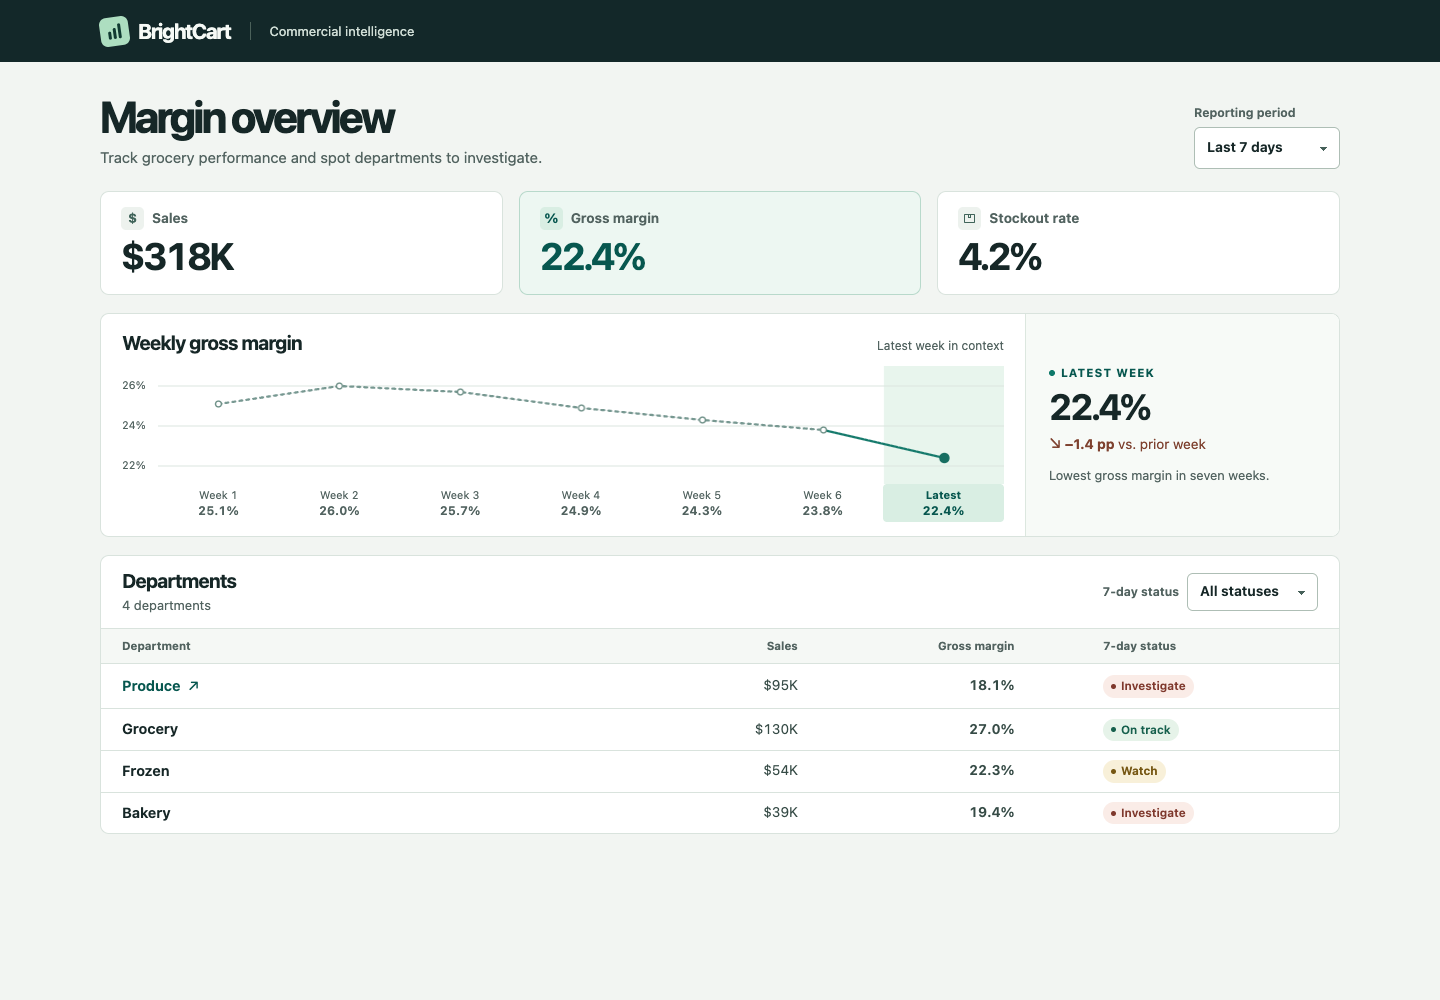 BrightCart
Commercial intelligence
Margin overview
Track grocery performance and spot departments to investigate.
Reporting period
Last 7 days
$ Sales
$318K
% Gross margin
22.4%
Stockout rate
4.2%
Weekly gross margin
Latest week in context
26%
24%
22%
Week 1 Week 2 Week 3 Week 4 Week 5 Week 6 Latest
25.1% 26.0% 25.7% 24.9% 24.3% 23.8% 22.4%
LATEST WEEK
22.4%
↘ −1.4 pp vs. prior week
Lowest gross margin in seven weeks.
Departments
4 departments
7-day status All statuses
Department Sales Gross margin 7-day status
Produce ↗ $95K 18.1% Investigate
Grocery $130K 27.0% On track
Frozen $54K 22.3% Watch
Bakery $39K 19.4% Investigate